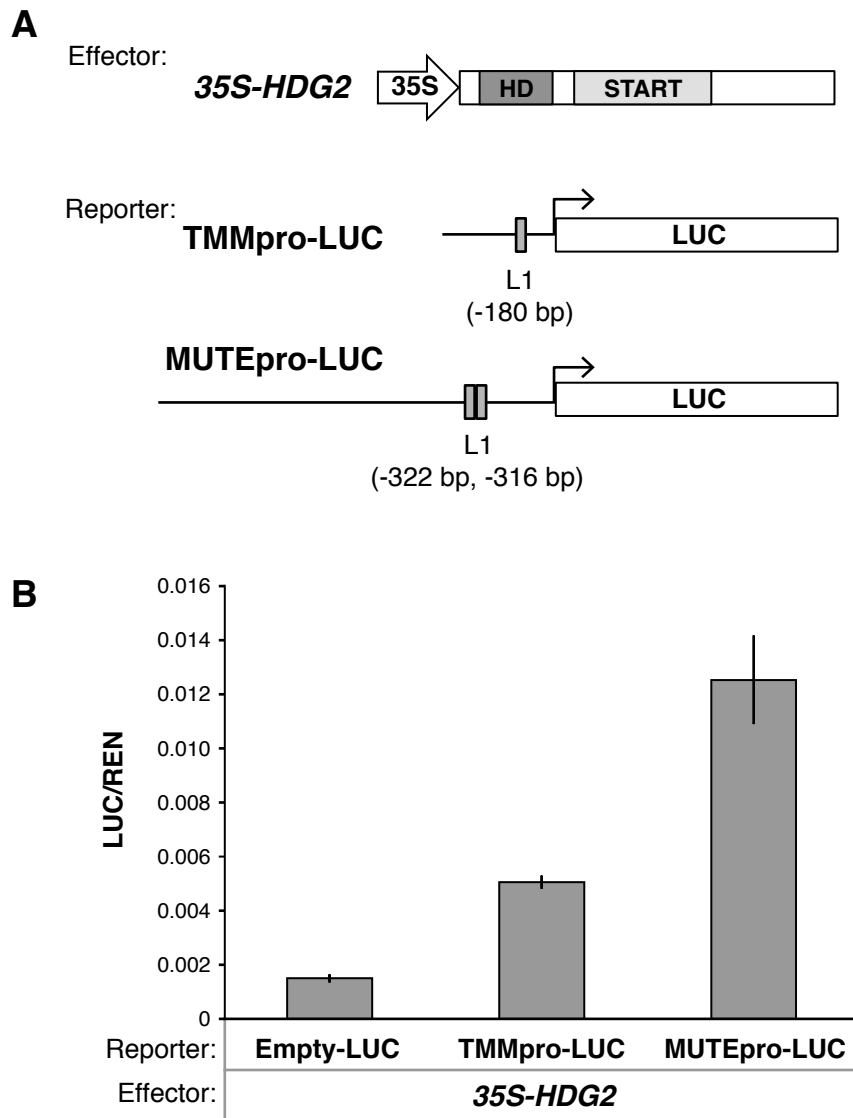 A
Effector:
35S-HDG2
35S
HD
START
Reporter:
TMMpro-LUC
LUC
L1
(-180 bp)
MUTEpro-LUC
LUC
L1
(-322 bp, -316 bp)
B
LUC/REN
0.016
0.014
0.012
0.010
0.008
0.006
0.004
0.002
0
Reporter: Empty-LUC TMMpro-LUC MUTEpro-LUC
Effector: 35S-HDG2